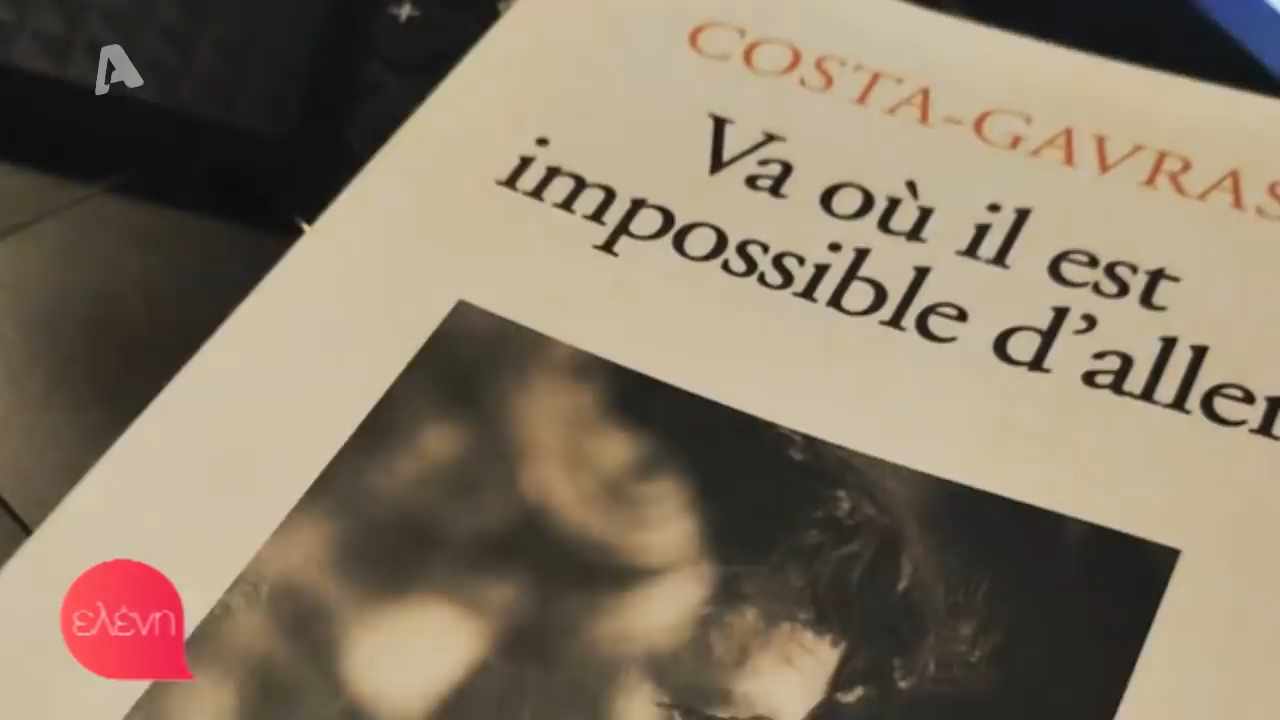 COSTA-GAVRAS
Va où il est
impossible d'aller
ελένη